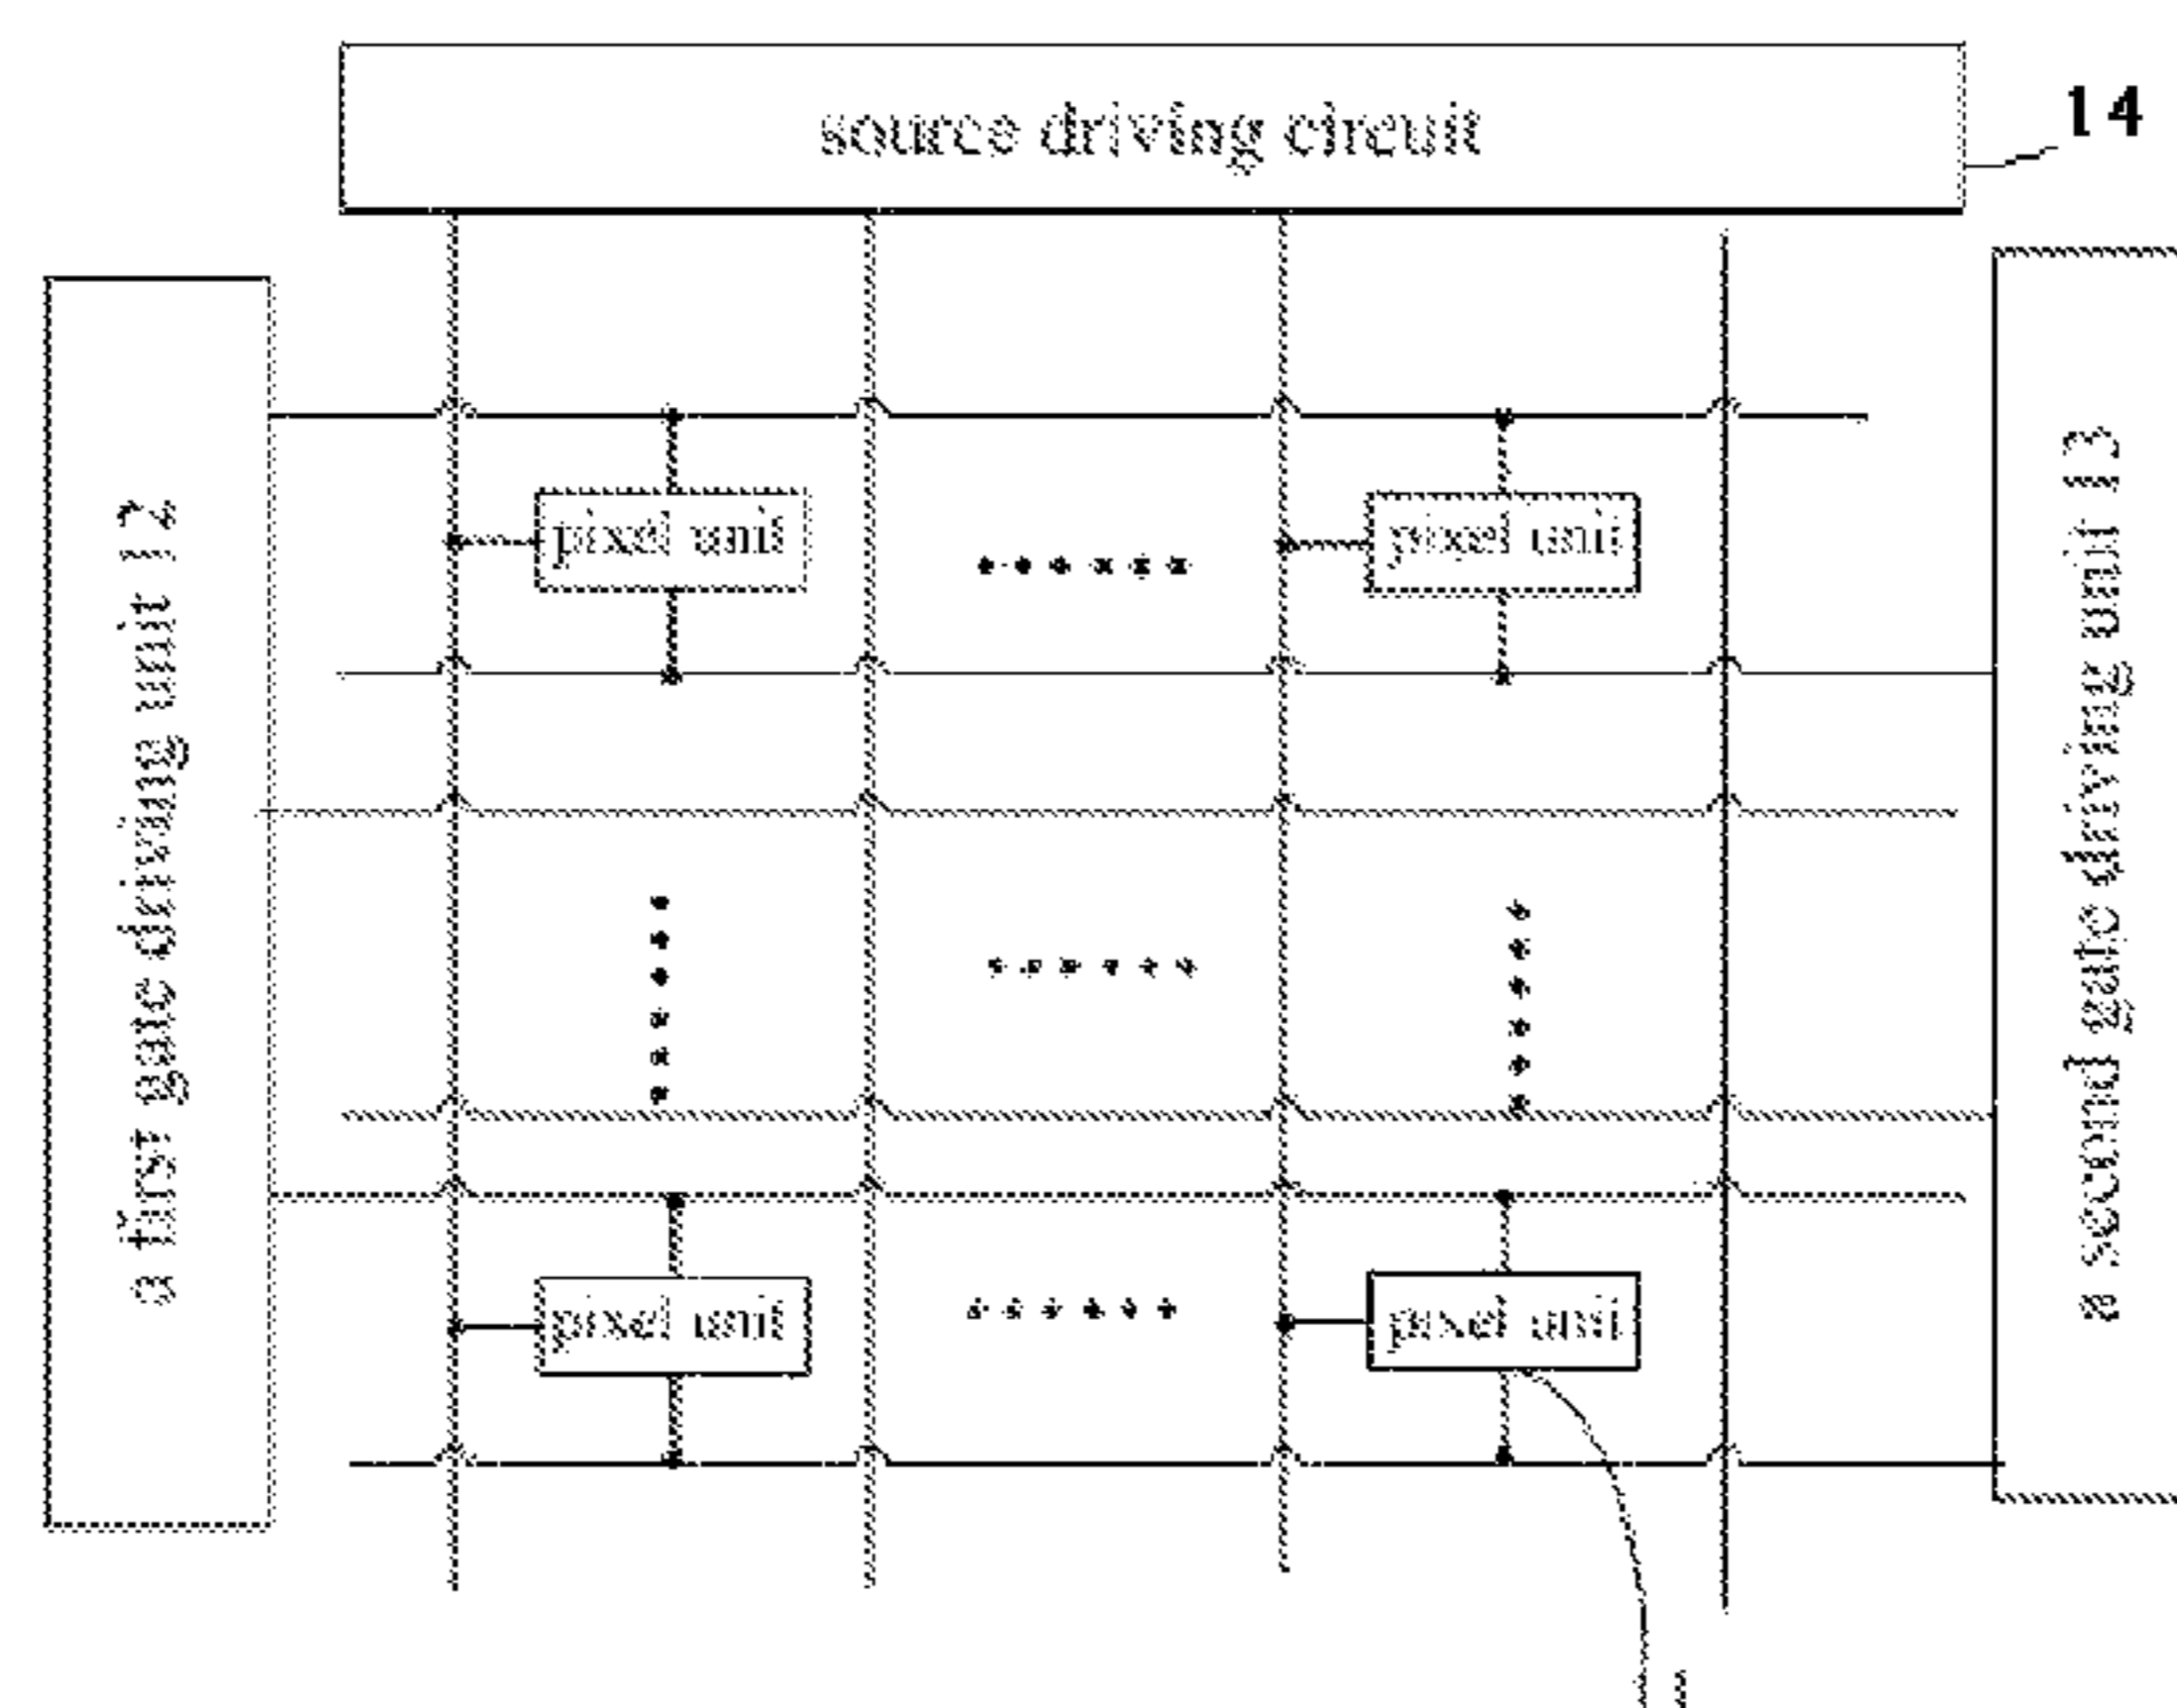 source driving circuit
14
a first gate driving unit 12
pixel unit
pixel unit
a second gate driving unit 13
pixel unit
pixel unit